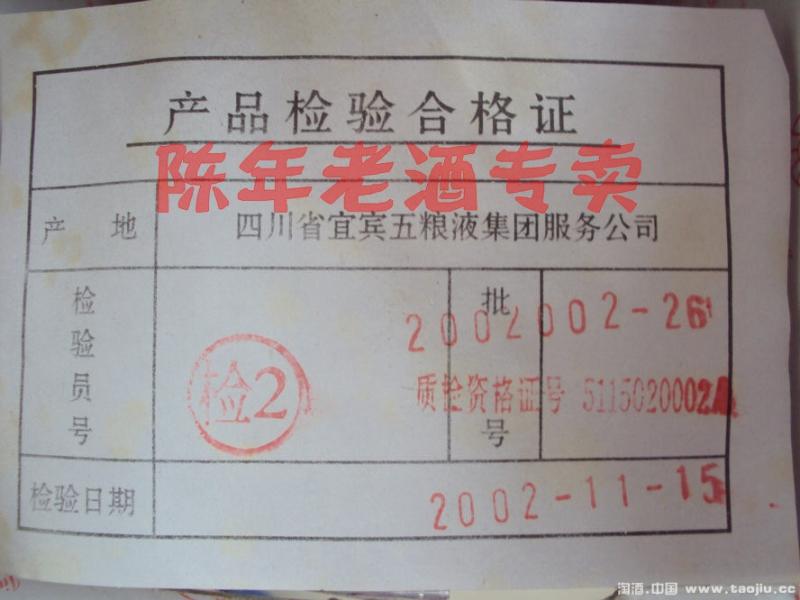 产品检验合格证
陈年老酒专卖
产地 四川省宜宾五粮液集团服务公司
检验员号 检2 批号 2002002-26
质检资格证号 5115020002
检验日期 2002-11-15
淘酒.中国 www.taojiu.cc